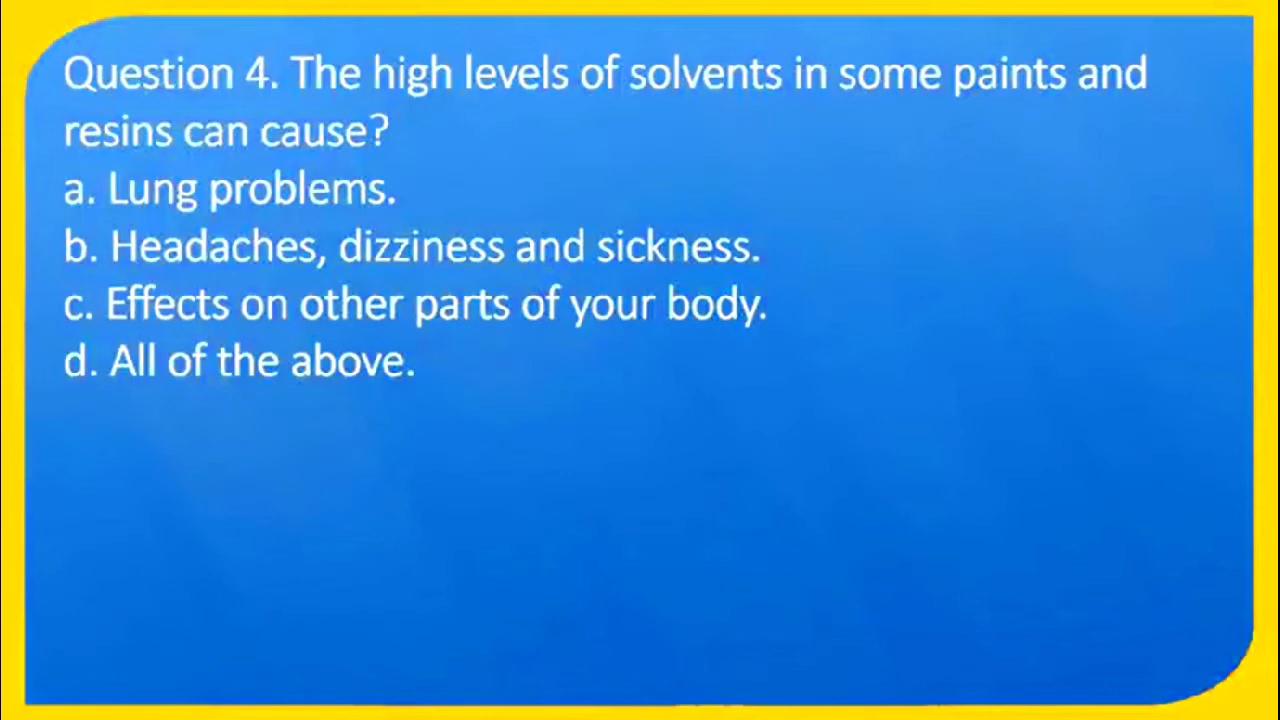 Question 4. The high levels of solvents in some paints and
resins can cause?
a. Lung problems.
b. Headaches, dizziness and sickness.
c. Effects on other parts of your body.
d. All of the above.